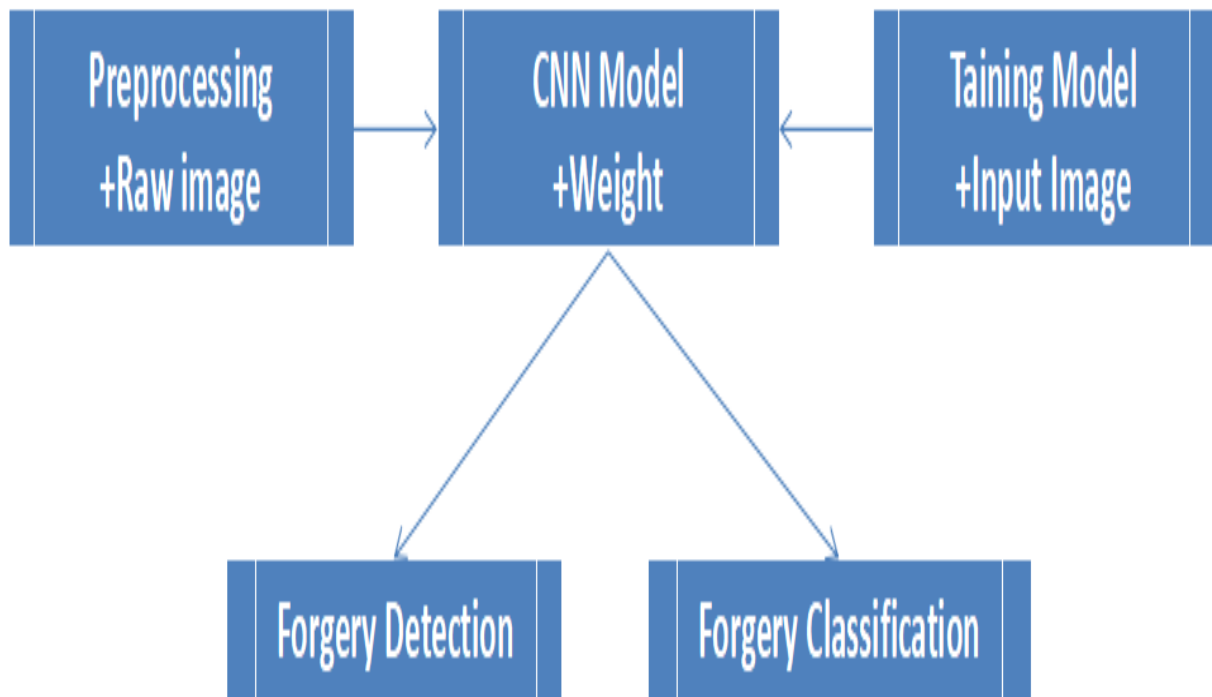 Preprocessing
+Raw image
CNN Model
+Weight
Taining Model
+Input Image
Forgery Detection
Forgery Classification